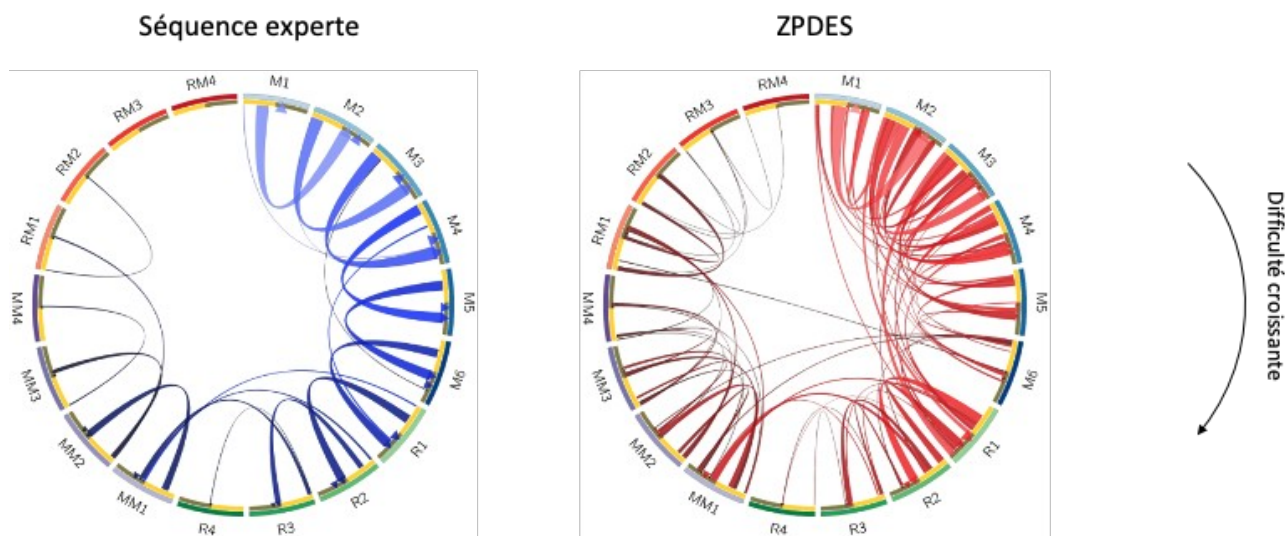 Séquence experte
ZPDES
M1
M2
M3
M4
M5
M6
R1
R2
R3
R4
MM1
MM2
MM3
MM4
RM1
RM2
RM3
RM4
M1
M2
M3
M4
M5
M6
R1
R2
R3
R4
MM1
MM2
MM3
MM4
RM1
RM2
RM3
RM4
Difficulté croissante